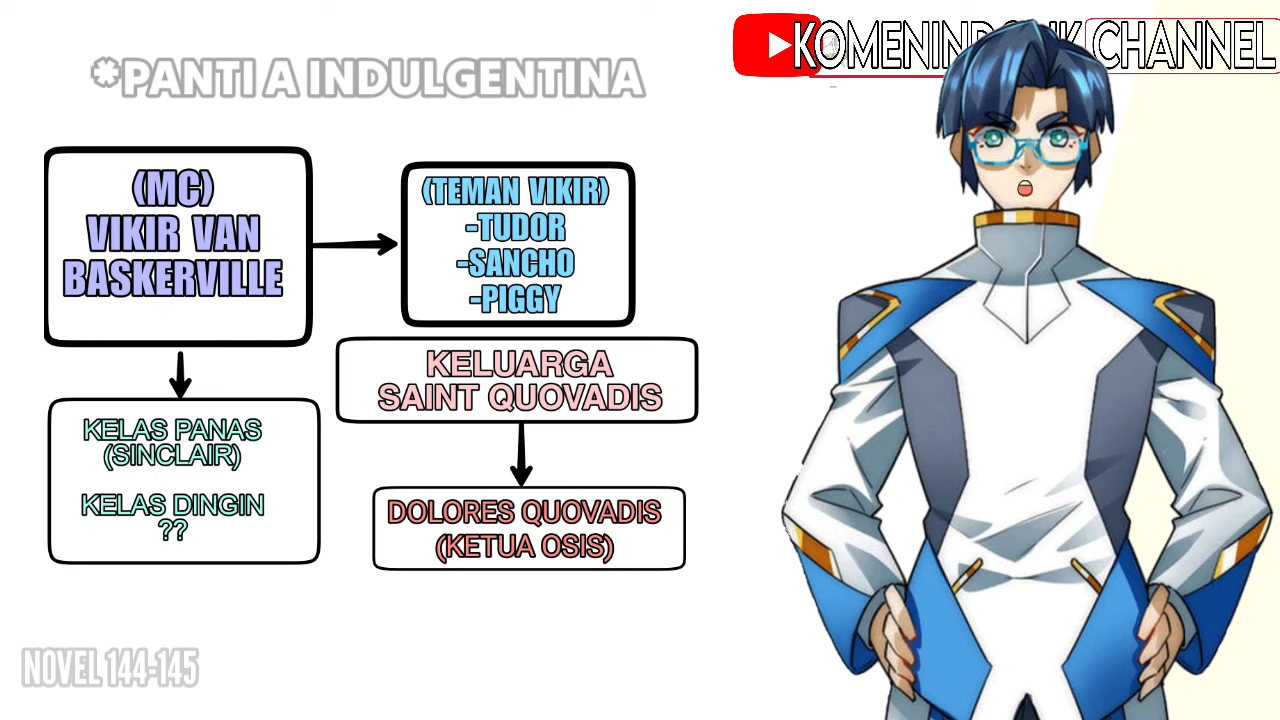 *PANTI A INDULGENTINA
CHANNEL
(MC)
VIKIR VAN
BASKERVILLE
(TEMAN VIKIR)
-TUDOR
-SANCHO
-PIGGY
KELUARGA
SAINT QUOVADIS
KELAS PANAS
(SINCLAIR)
KELAS DINGIN
??
DOLORES QUOVADIS
(KETUA OSIS)
NOVEL 144-145